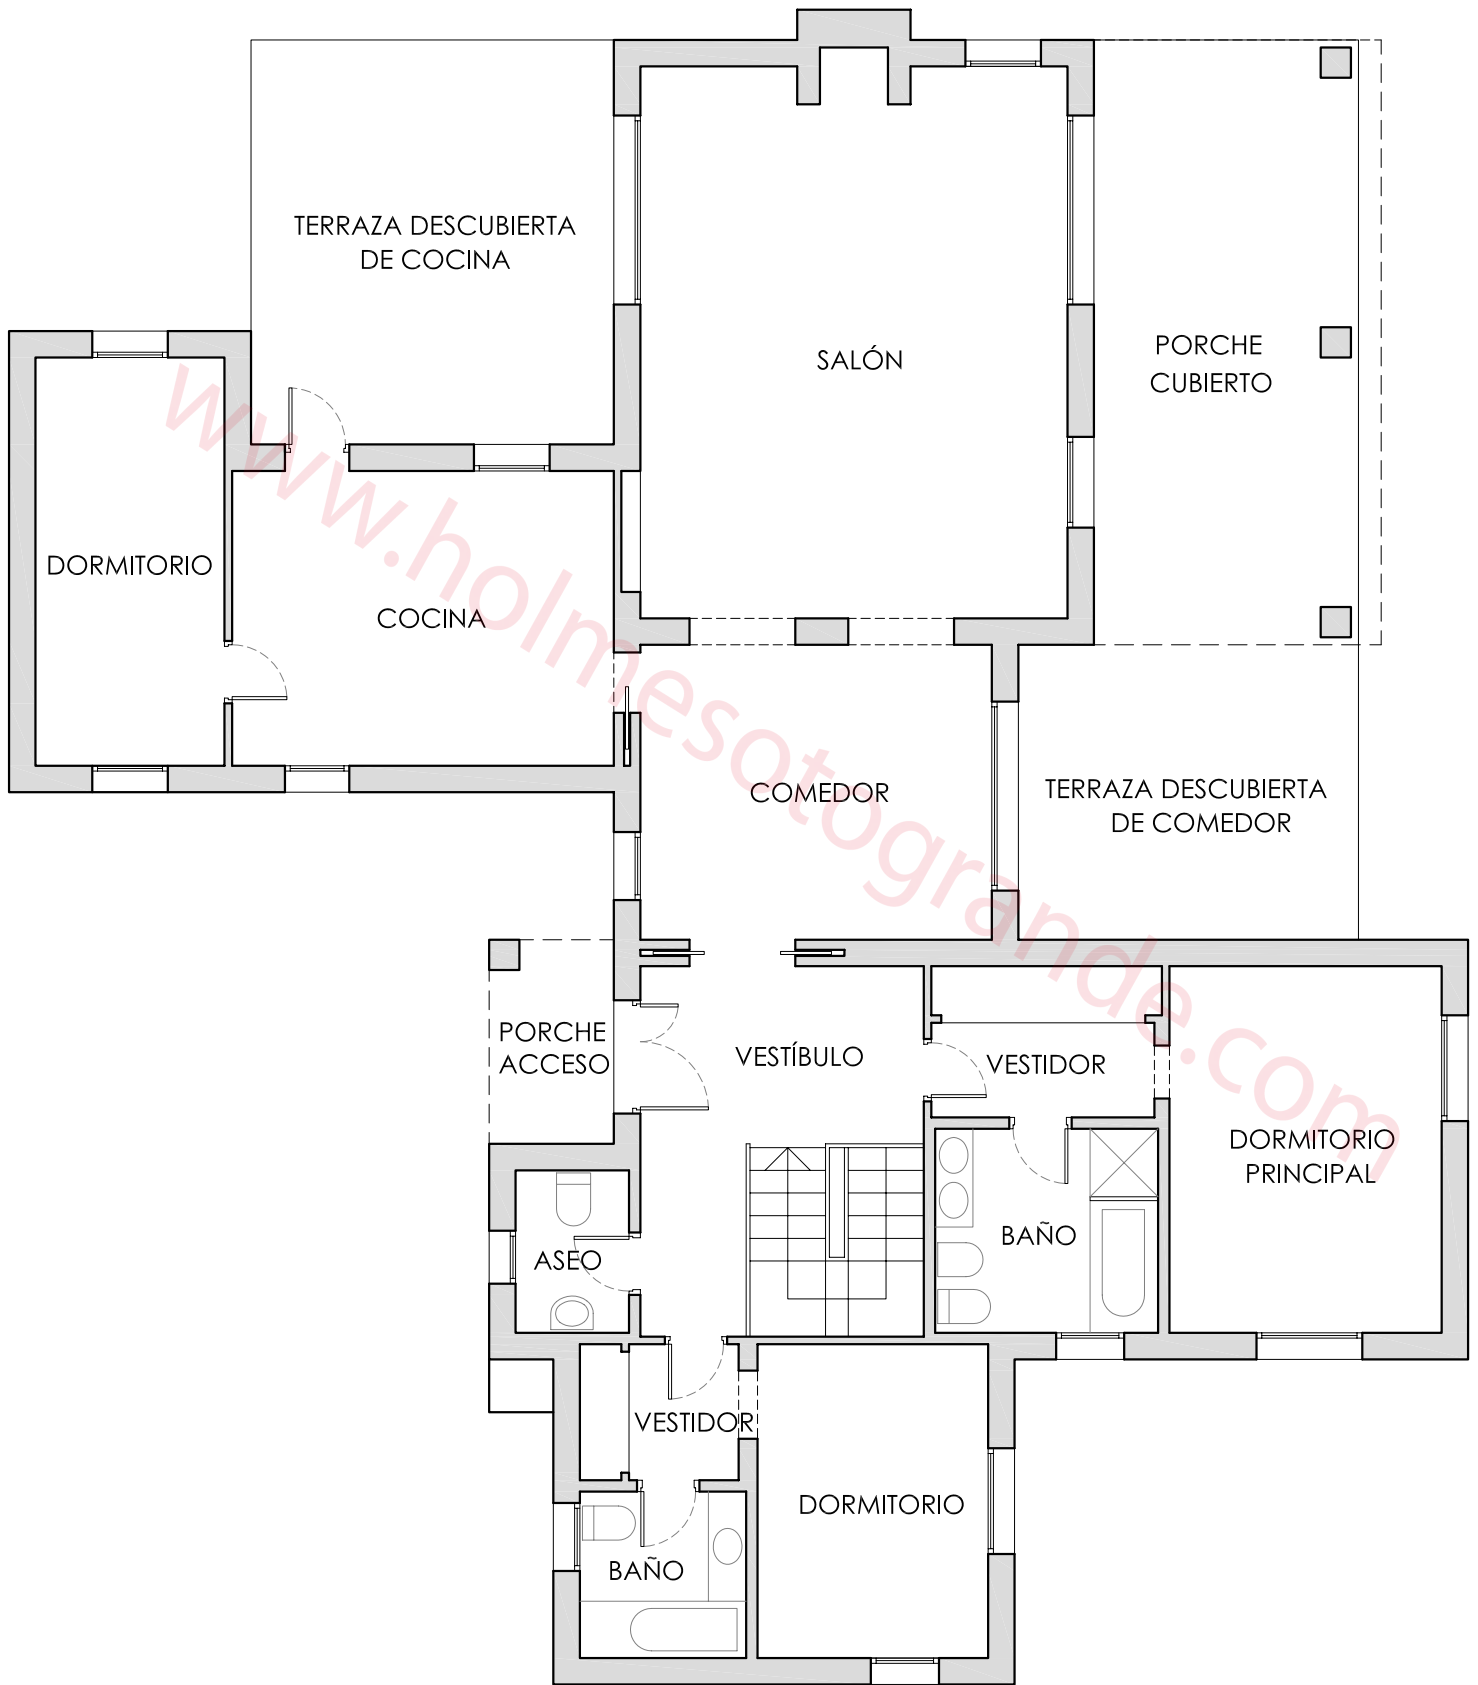 TERRAZA DESCUBIERTA
DE COCINA
SALÓN
PORCHE
CUBIERTO
DORMITORIO
COCINA
COMEDOR
TERRAZA DESCUBIERTA
DE COMEDOR
PORCHE
ACCESO
VESTÍBULO
VESTIDOR
DORMITORIO
PRINCIPAL
BAÑO
ASEO
VESTIDOR
DORMITORIO
BAÑO
www.holmesotogrande.com